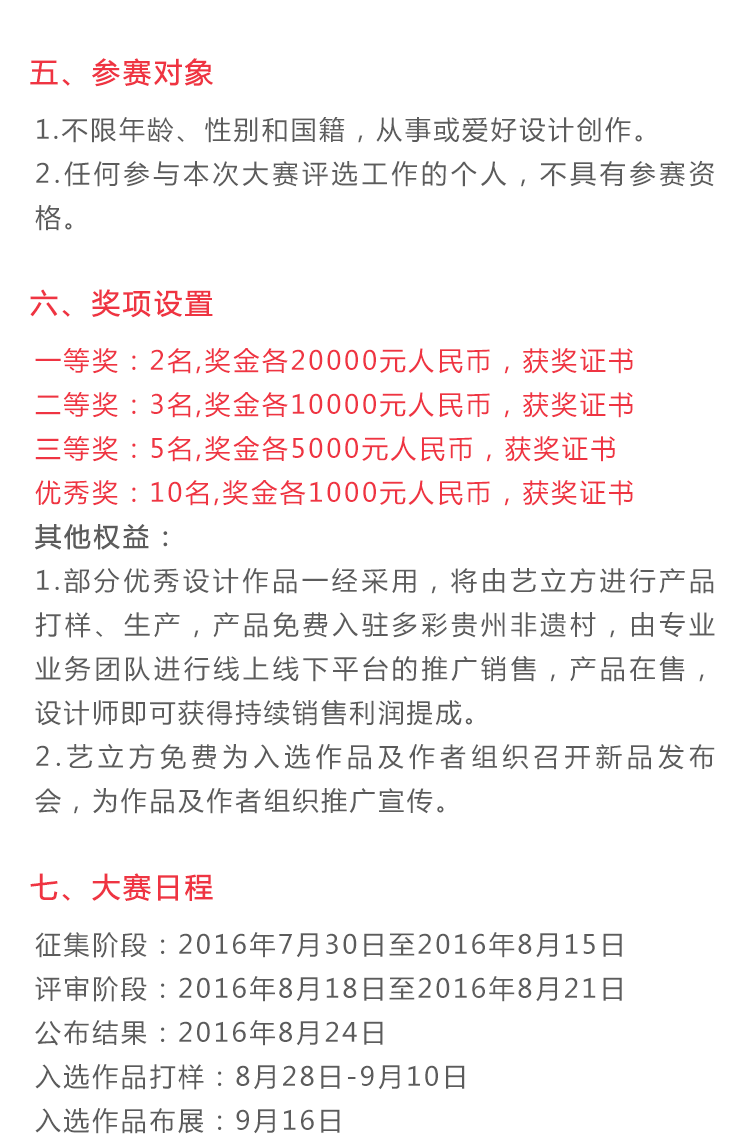 五、参赛对象
1.不限年龄、性别和国籍，从事或爱好设计创作。
2.任何参与本次大赛评选工作的个人，不具有参赛资
格。
六、奖项设置
一等奖：2名,奖金各20000元人民币，获奖证书
二等奖：3名,奖金各10000元人民币，获奖证书
三等奖：5名,奖金各5000元人民币，获奖证书
优秀奖：10名,奖金各1000元人民币，获奖证书
其他权益：
1.部分优秀设计作品一经采用，将由艺立方进行产品
打样、生产，产品免费入驻多彩贵州非遗村，由专业
业务团队进行线上线下平台的推广销售，产品在售，
设计师即可获得持续销售利润提成。
2.艺立方免费为入选作品及作者组织召开新品发布
会，为作品及作者组织推广宣传。
七、大赛日程
征集阶段：2016年7月30日至2016年8月15日
评审阶段：2016年8月18日至2016年8月21日
公布结果：2016年8月24日
入选作品打样：8月28日-9月10日
入选作品布展：9月16日